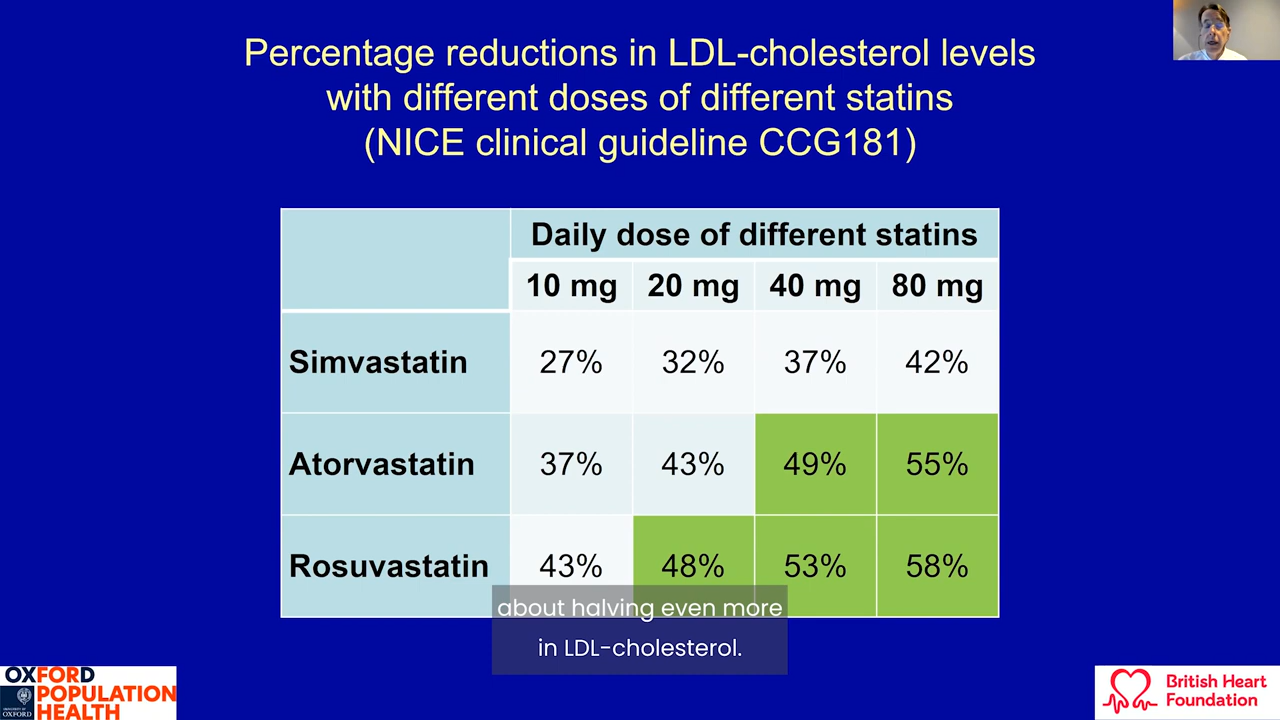 Percentage reductions in LDL-cholesterol levels
with different doses of different statins
(NICE clinical guideline CCG181)
Daily dose of different statins
10 mg 20 mg 40 mg 80 mg
Simvastatin 27% 32% 37% 42%
Atorvastatin 37% 43% 49% 55%
Rosuvastatin 43% 48% 53% 58%
about halving even more
in LDL-cholesterol.
OXFORD
POPULATION
HEALTH
UNIVERSITY OF
OXFORD
British Heart
Foundation